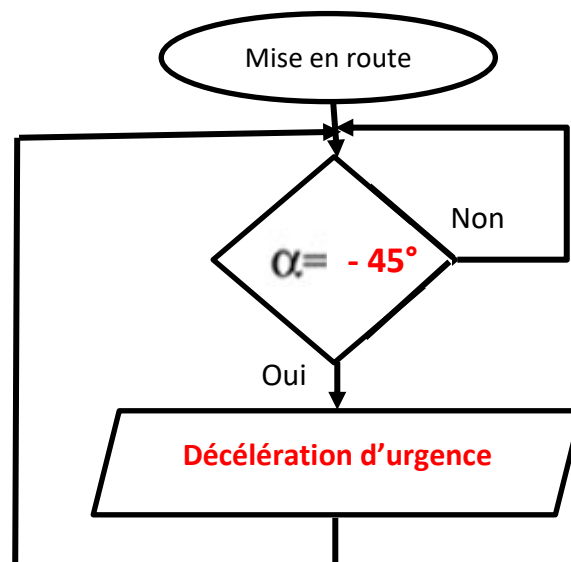 Mise en route
Non
α= - 45°
Oui
Décélération d’urgence